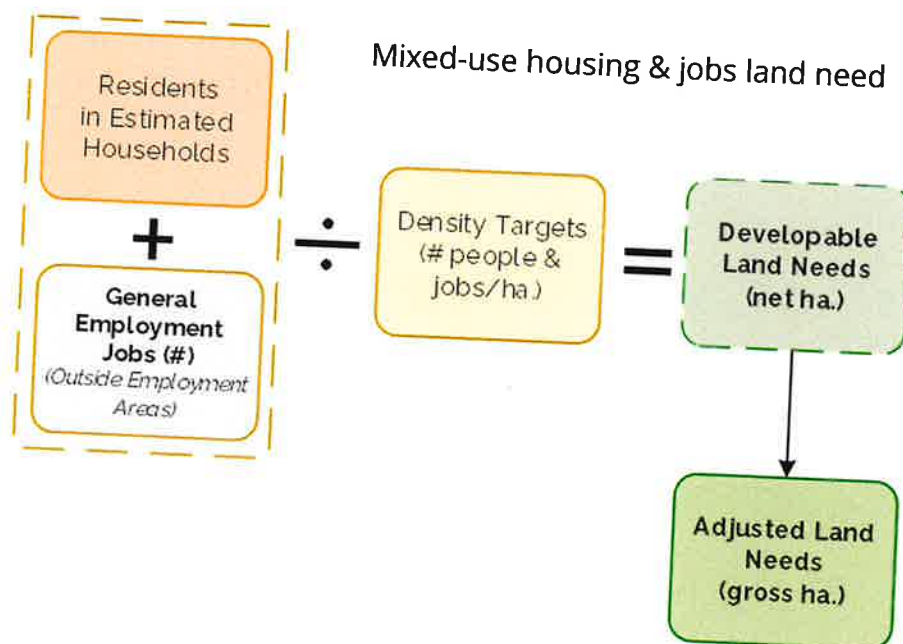 Mixed-use housing & jobs land need
Residents
in Estimated
Households
+
General
Employment
Jobs (#)
(Outside Employment
Areas)
÷
Density Targets
(# people &
jobs/ha.)
=
Developable
Land Needs
(net ha.)
Adjusted Land
Needs
(gross ha.)